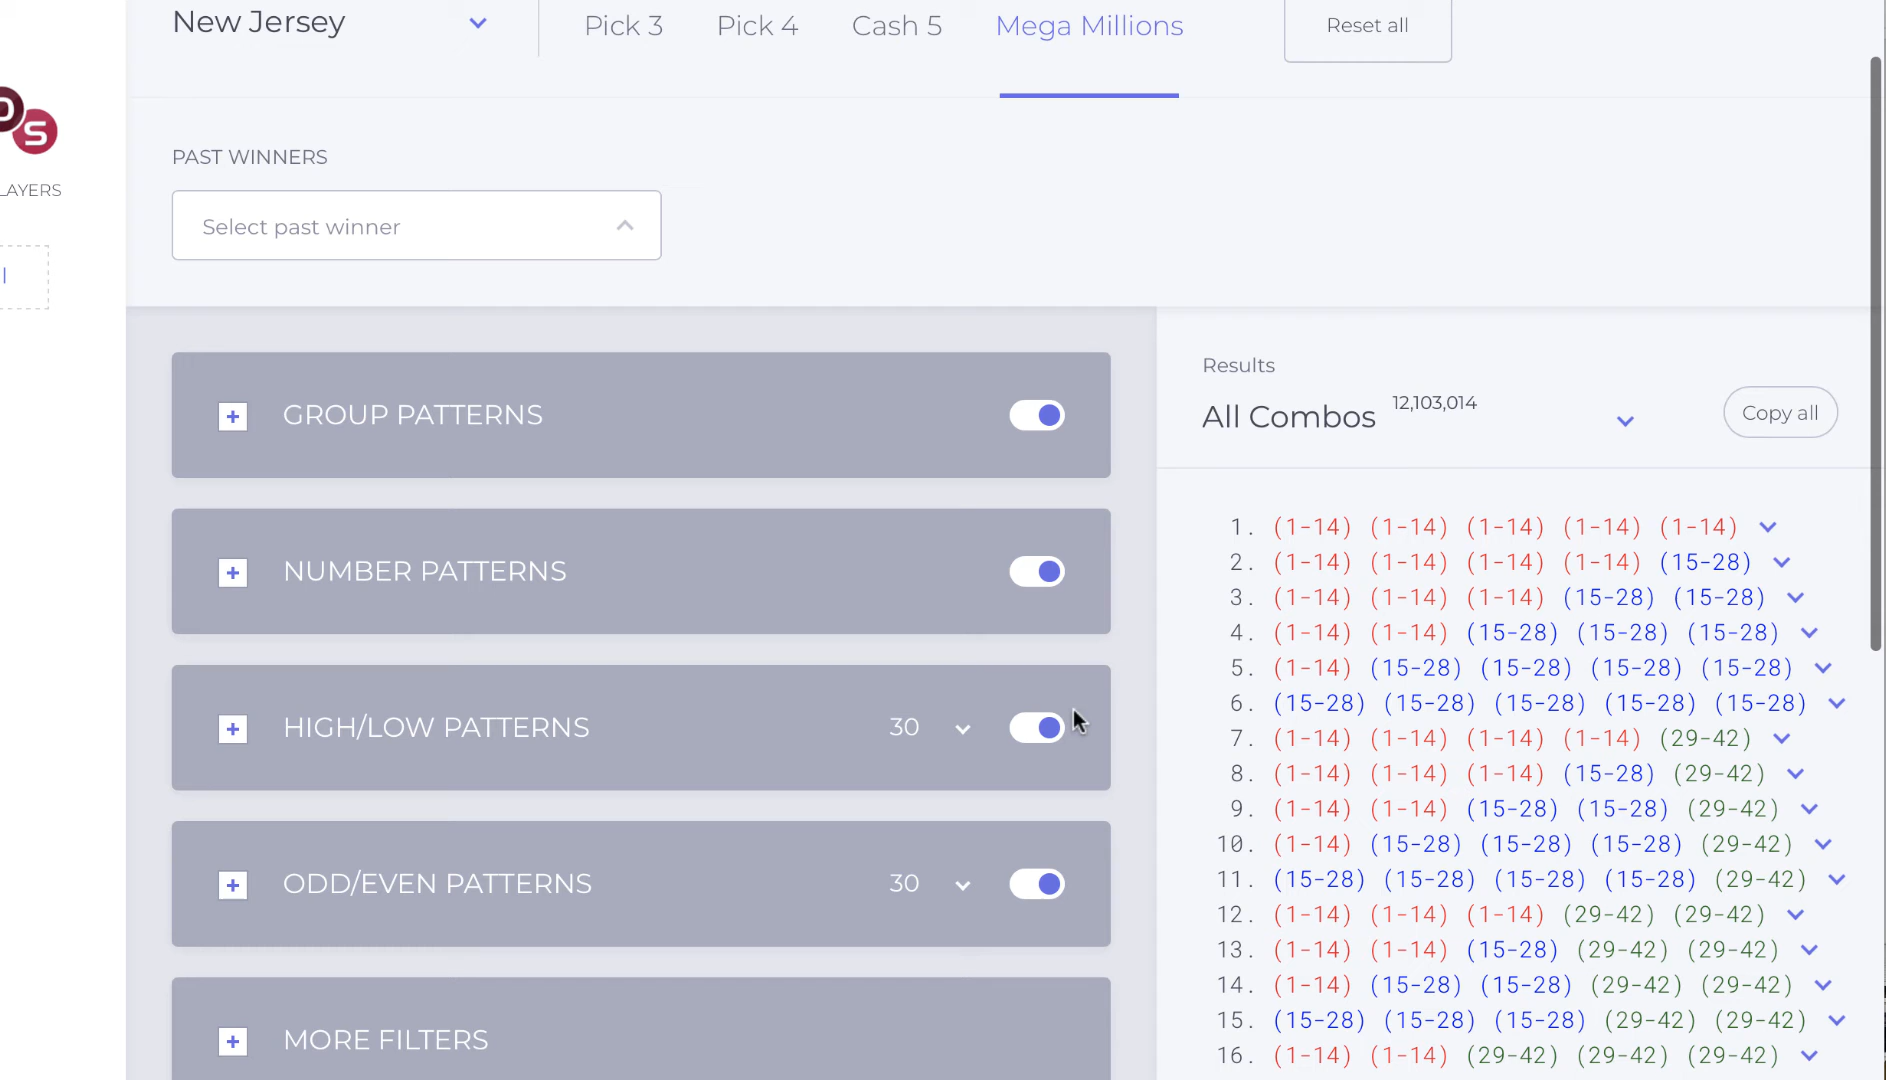 New Jersey
Pick 3
Pick 4
Cash 5
Mega Millions
Reset all
S
LAYERS
PAST WINNERS
Select past winner
GROUP PATTERNS
NUMBER PATTERNS
HIGH/LOW PATTERNS 30
ODD/EVEN PATTERNS 30
MORE FILTERS
Results
All Combos 12,103,014
Copy all
1. (1-14) (1-14) (1-14) (1-14) (1-14)
2. (1-14) (1-14) (1-14) (1-14) (15-28)
3. (1-14) (1-14) (1-14) (15-28) (15-28)
4. (1-14) (1-14) (15-28) (15-28) (15-28)
5. (1-14) (15-28) (15-28) (15-28) (15-28)
6. (15-28) (15-28) (15-28) (15-28) (15-28)
7. (1-14) (1-14) (1-14) (1-14) (29-42)
8. (1-14) (1-14) (1-14) (15-28) (29-42)
9. (1-14) (1-14) (15-28) (15-28) (29-42)
10. (1-14) (15-28) (15-28) (15-28) (29-42)
11. (15-28) (15-28) (15-28) (15-28) (29-42)
12. (1-14) (1-14) (1-14) (29-42) (29-42)
13. (1-14) (1-14) (15-28) (29-42) (29-42)
14. (1-14) (15-28) (15-28) (29-42) (29-42)
15. (15-28) (15-28) (15-28) (29-42) (29-42)
16. (1-14) (1-14) (29-42) (29-42) (29-42)